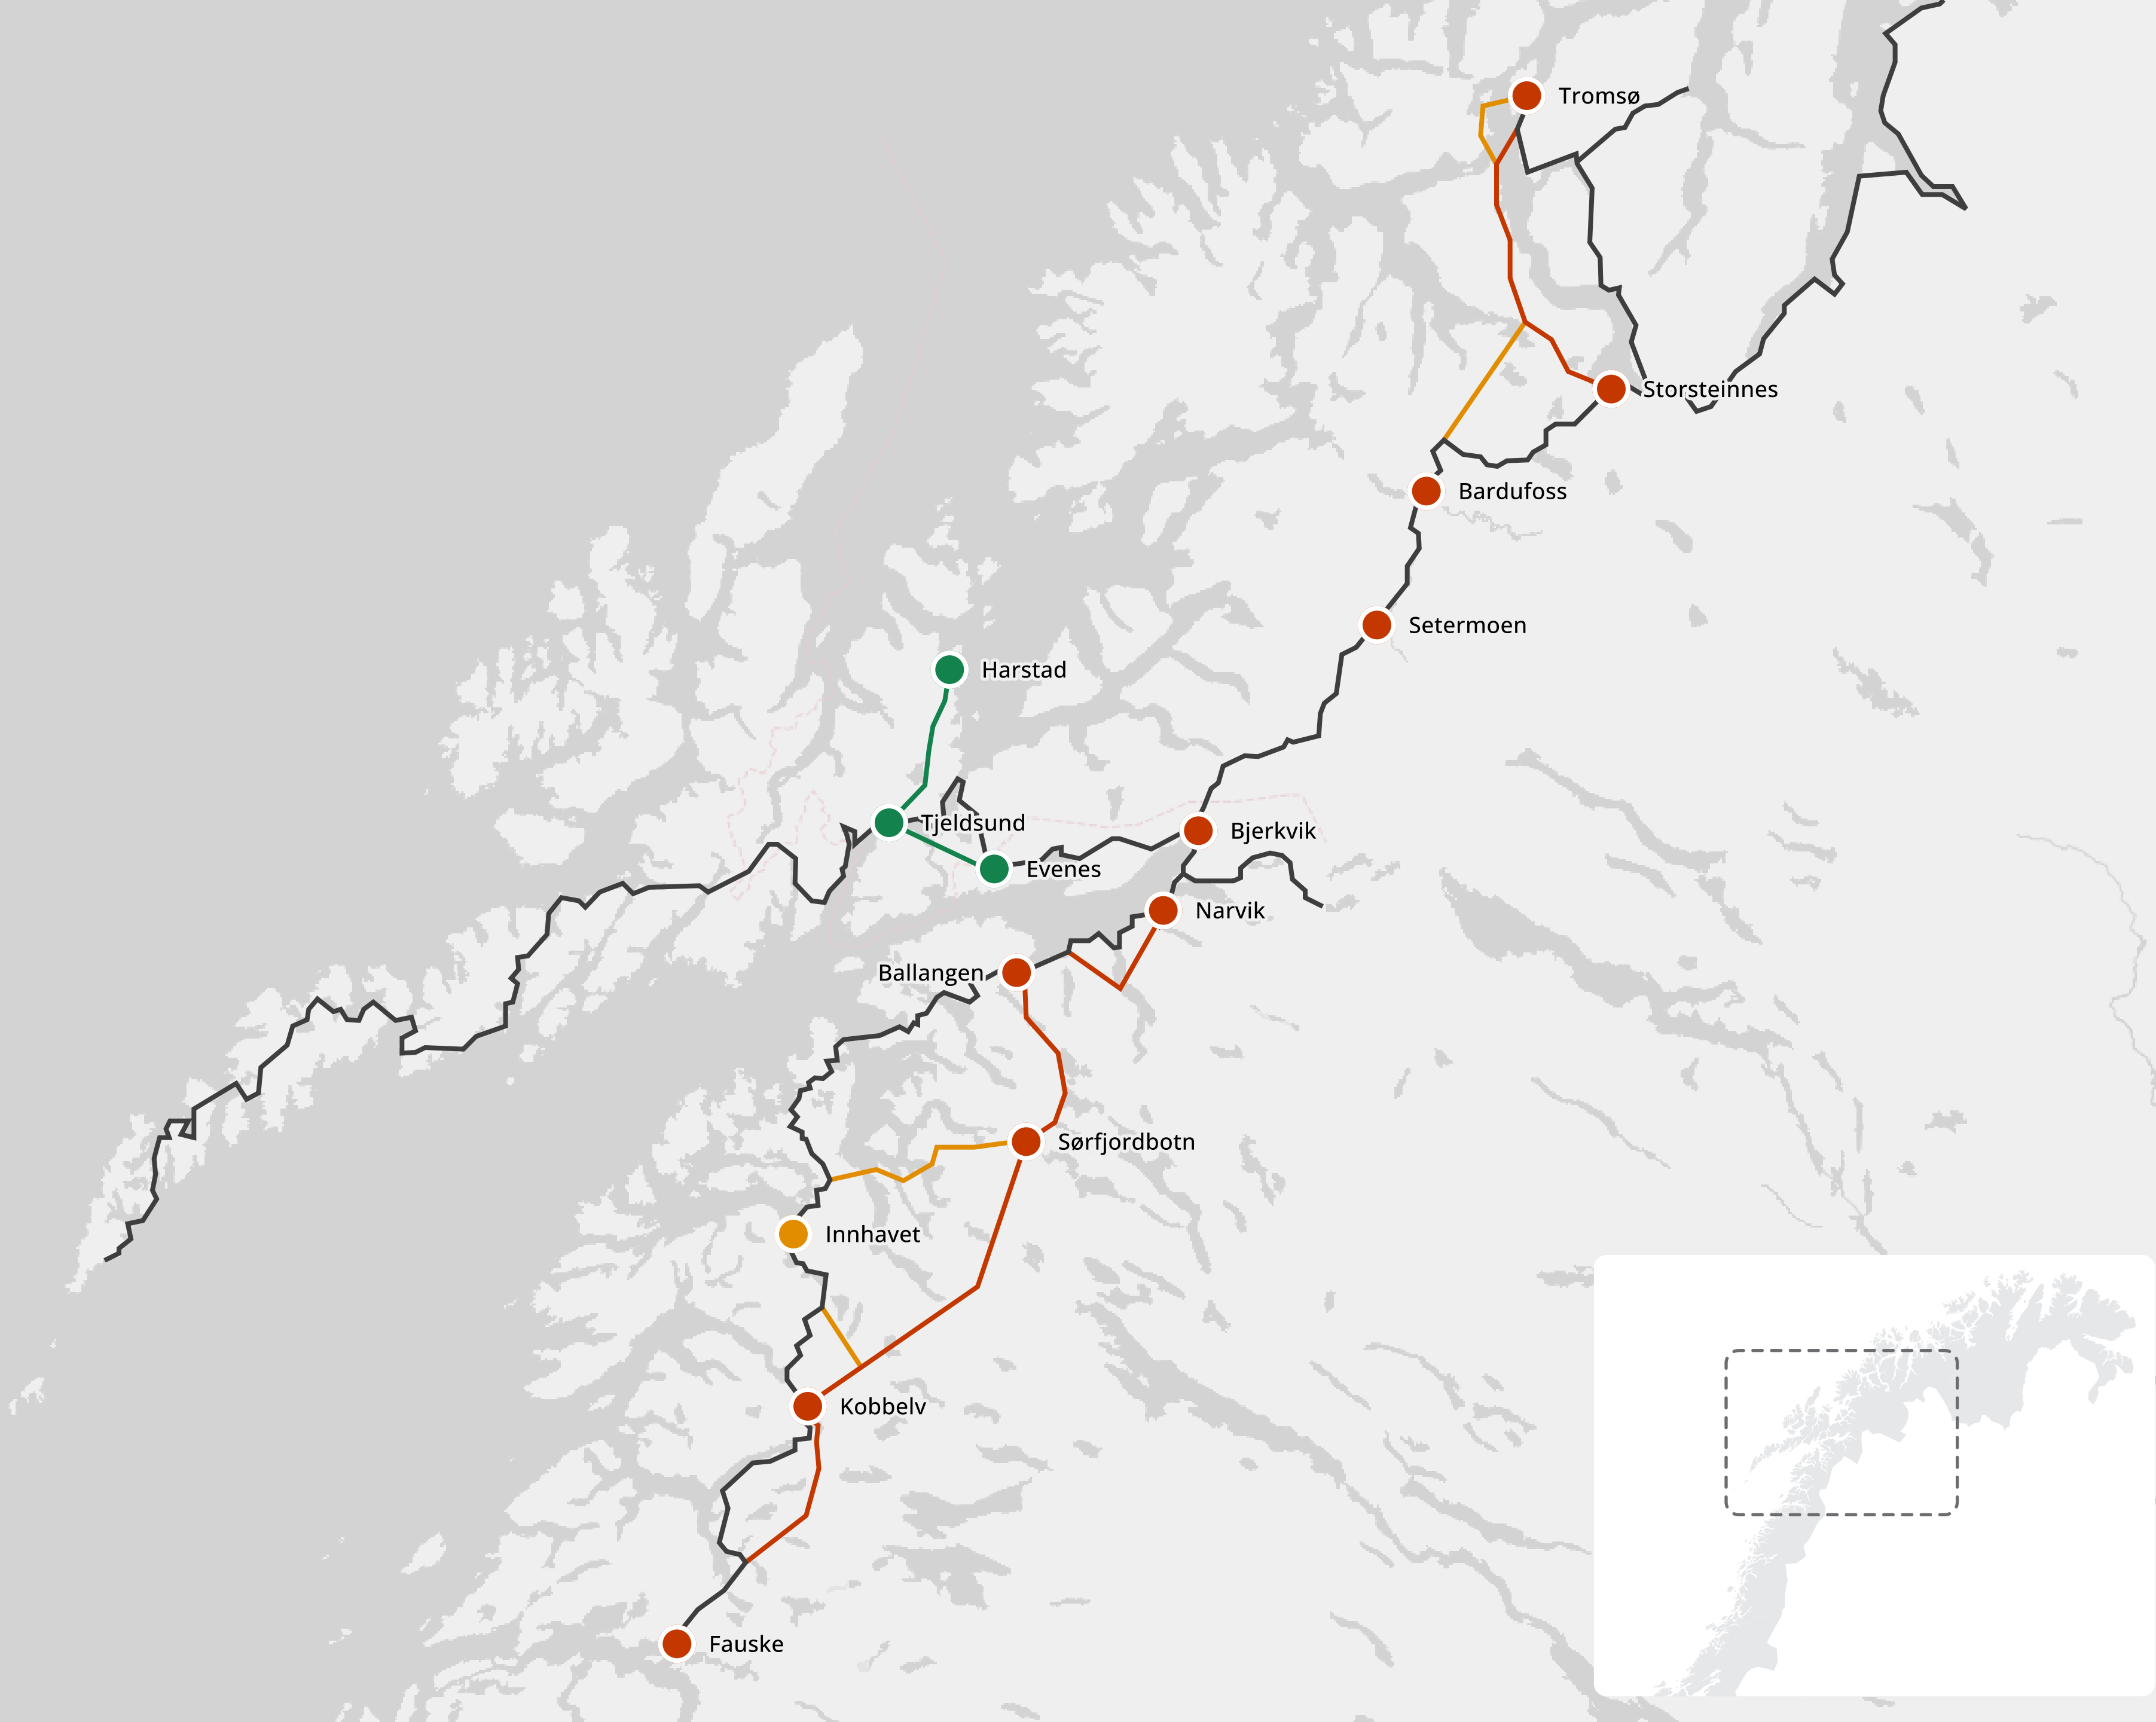 Tromsø
Storsteinnes
Bardufoss
Setermoen
Harstad
Tjeldsund
Bjerkvik
Evenes
Narvik
Ballangen
Sørfjordbotn
Innhavet
Kobbelv
Fauske